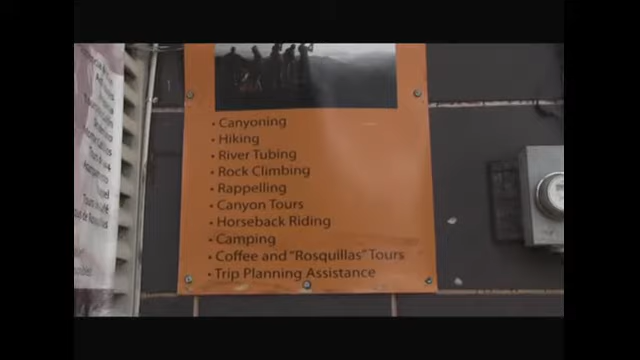 • Canyoning
• Hiking
• River Tubing
• Rock Climbing
• Rappelling
• Canyon Tours
• Horseback Riding
• Camping
• Coffee and "Rosquillas" Tours
• Trip Planning Assistance